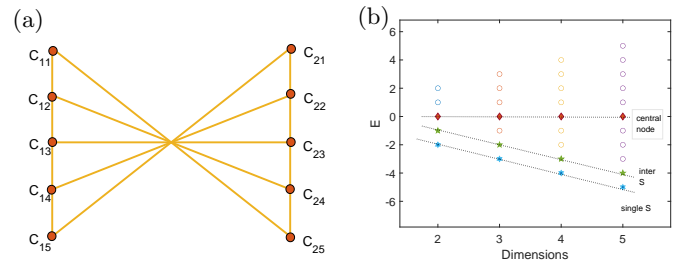 (a)
C11
C12
C13
C14
C15
C21
C22
C23
C24
C25
(b)
6
4
2
0
-2
-4
-6
E
2
3
4
5
Dimensions
central
node
inter
S
single S